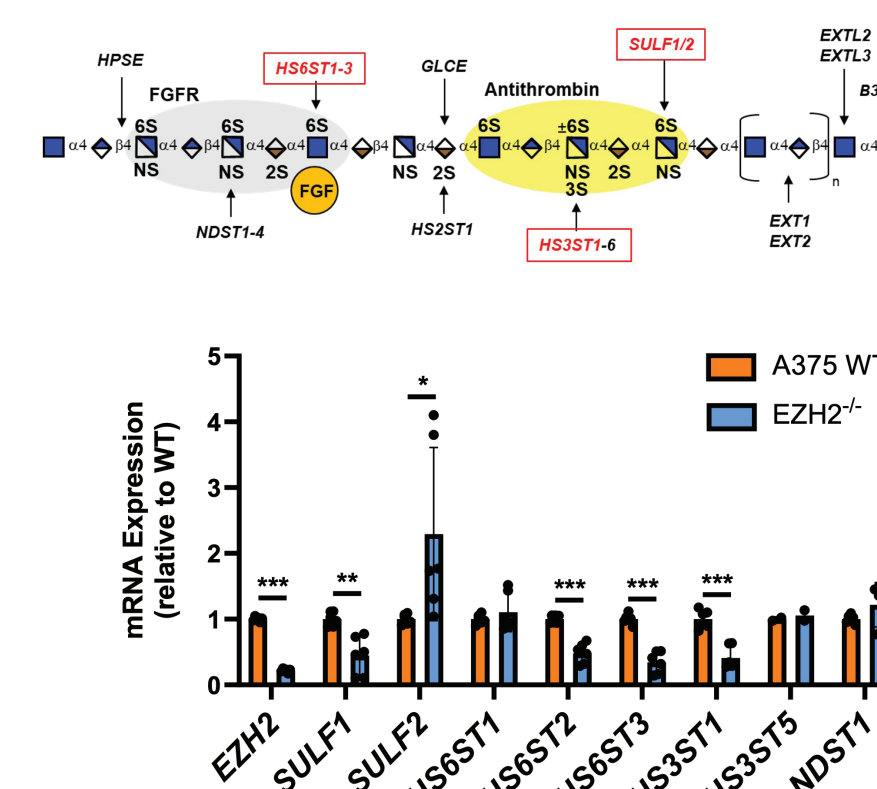 EXTL2
EXTL3
SULF1/2
HPSE
HS6ST1-3
GLCE
B3
FGFR
Antithrombin
6S 6S 6S 6S ±6S 6S
α4 β4 α4 β4 α4 α4 β4 α4 α4 α4 β4 α4 α4 α4 α4 β4 α4
NS NS 2S NS 2S NS 2S NS
3S
n
FGF
NDST1-4
HS2ST1
HS3ST1-6
EXT1
EXT2
mRNA Expression
(relative to WT)
5
4
3
2
1
0
A375 WT
EZH2-/-
*
*** ** *** *** ***
EZH2
SULF1
SULF2
HS6ST1
HS6ST2
HS6ST3
HS3ST1
HS3ST5
NDST1